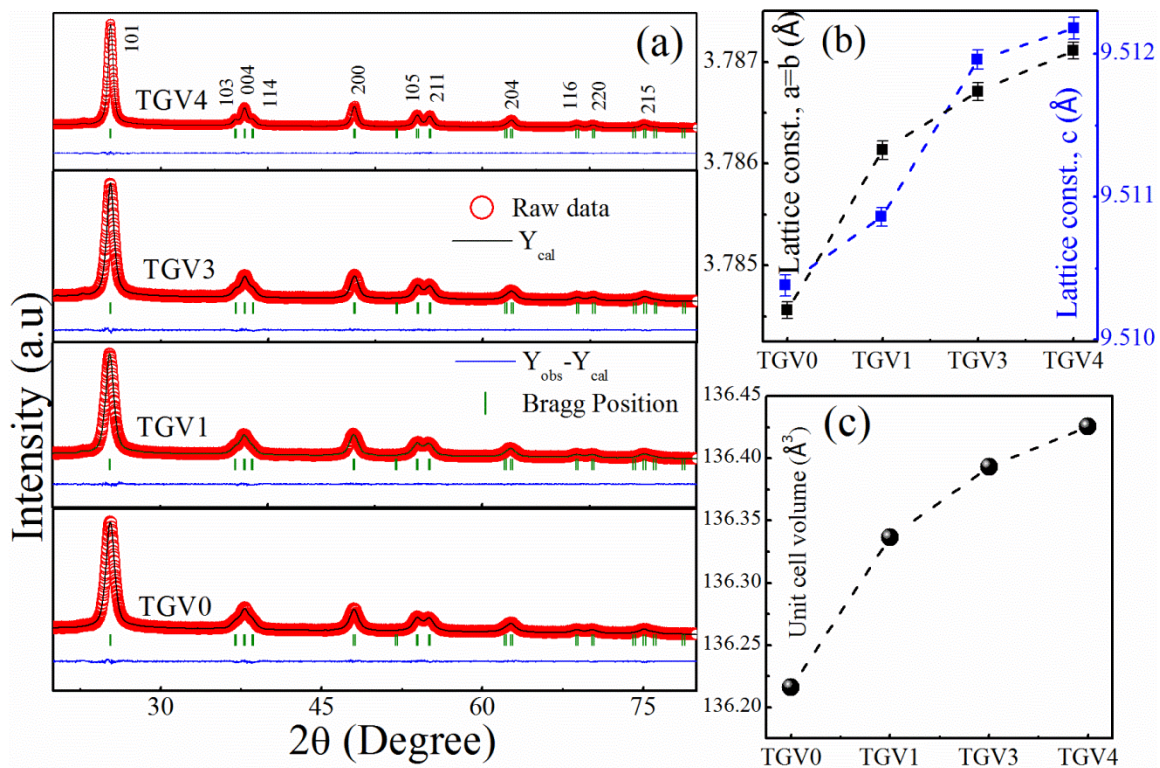 (a)
101
103
004
114
200
105
211
204
116
220
215
TGV4
Raw data
Ycal
TGV3
Yobs-Ycal
Bragg Position
TGV1
TGV0
Intensity (a.u)
30
45
60
75
2θ (Degree)
(b)
3.787
3.786
3.785
Lattice const., a=b (Å)
Lattice const., c (Å)
9.512
9.511
9.510
TGV0
TGV1
TGV3
TGV4
(c)
136.45
136.40
136.35
136.30
136.25
136.20
Unit cell volume (Å³)
TGV0
TGV1
TGV3
TGV4